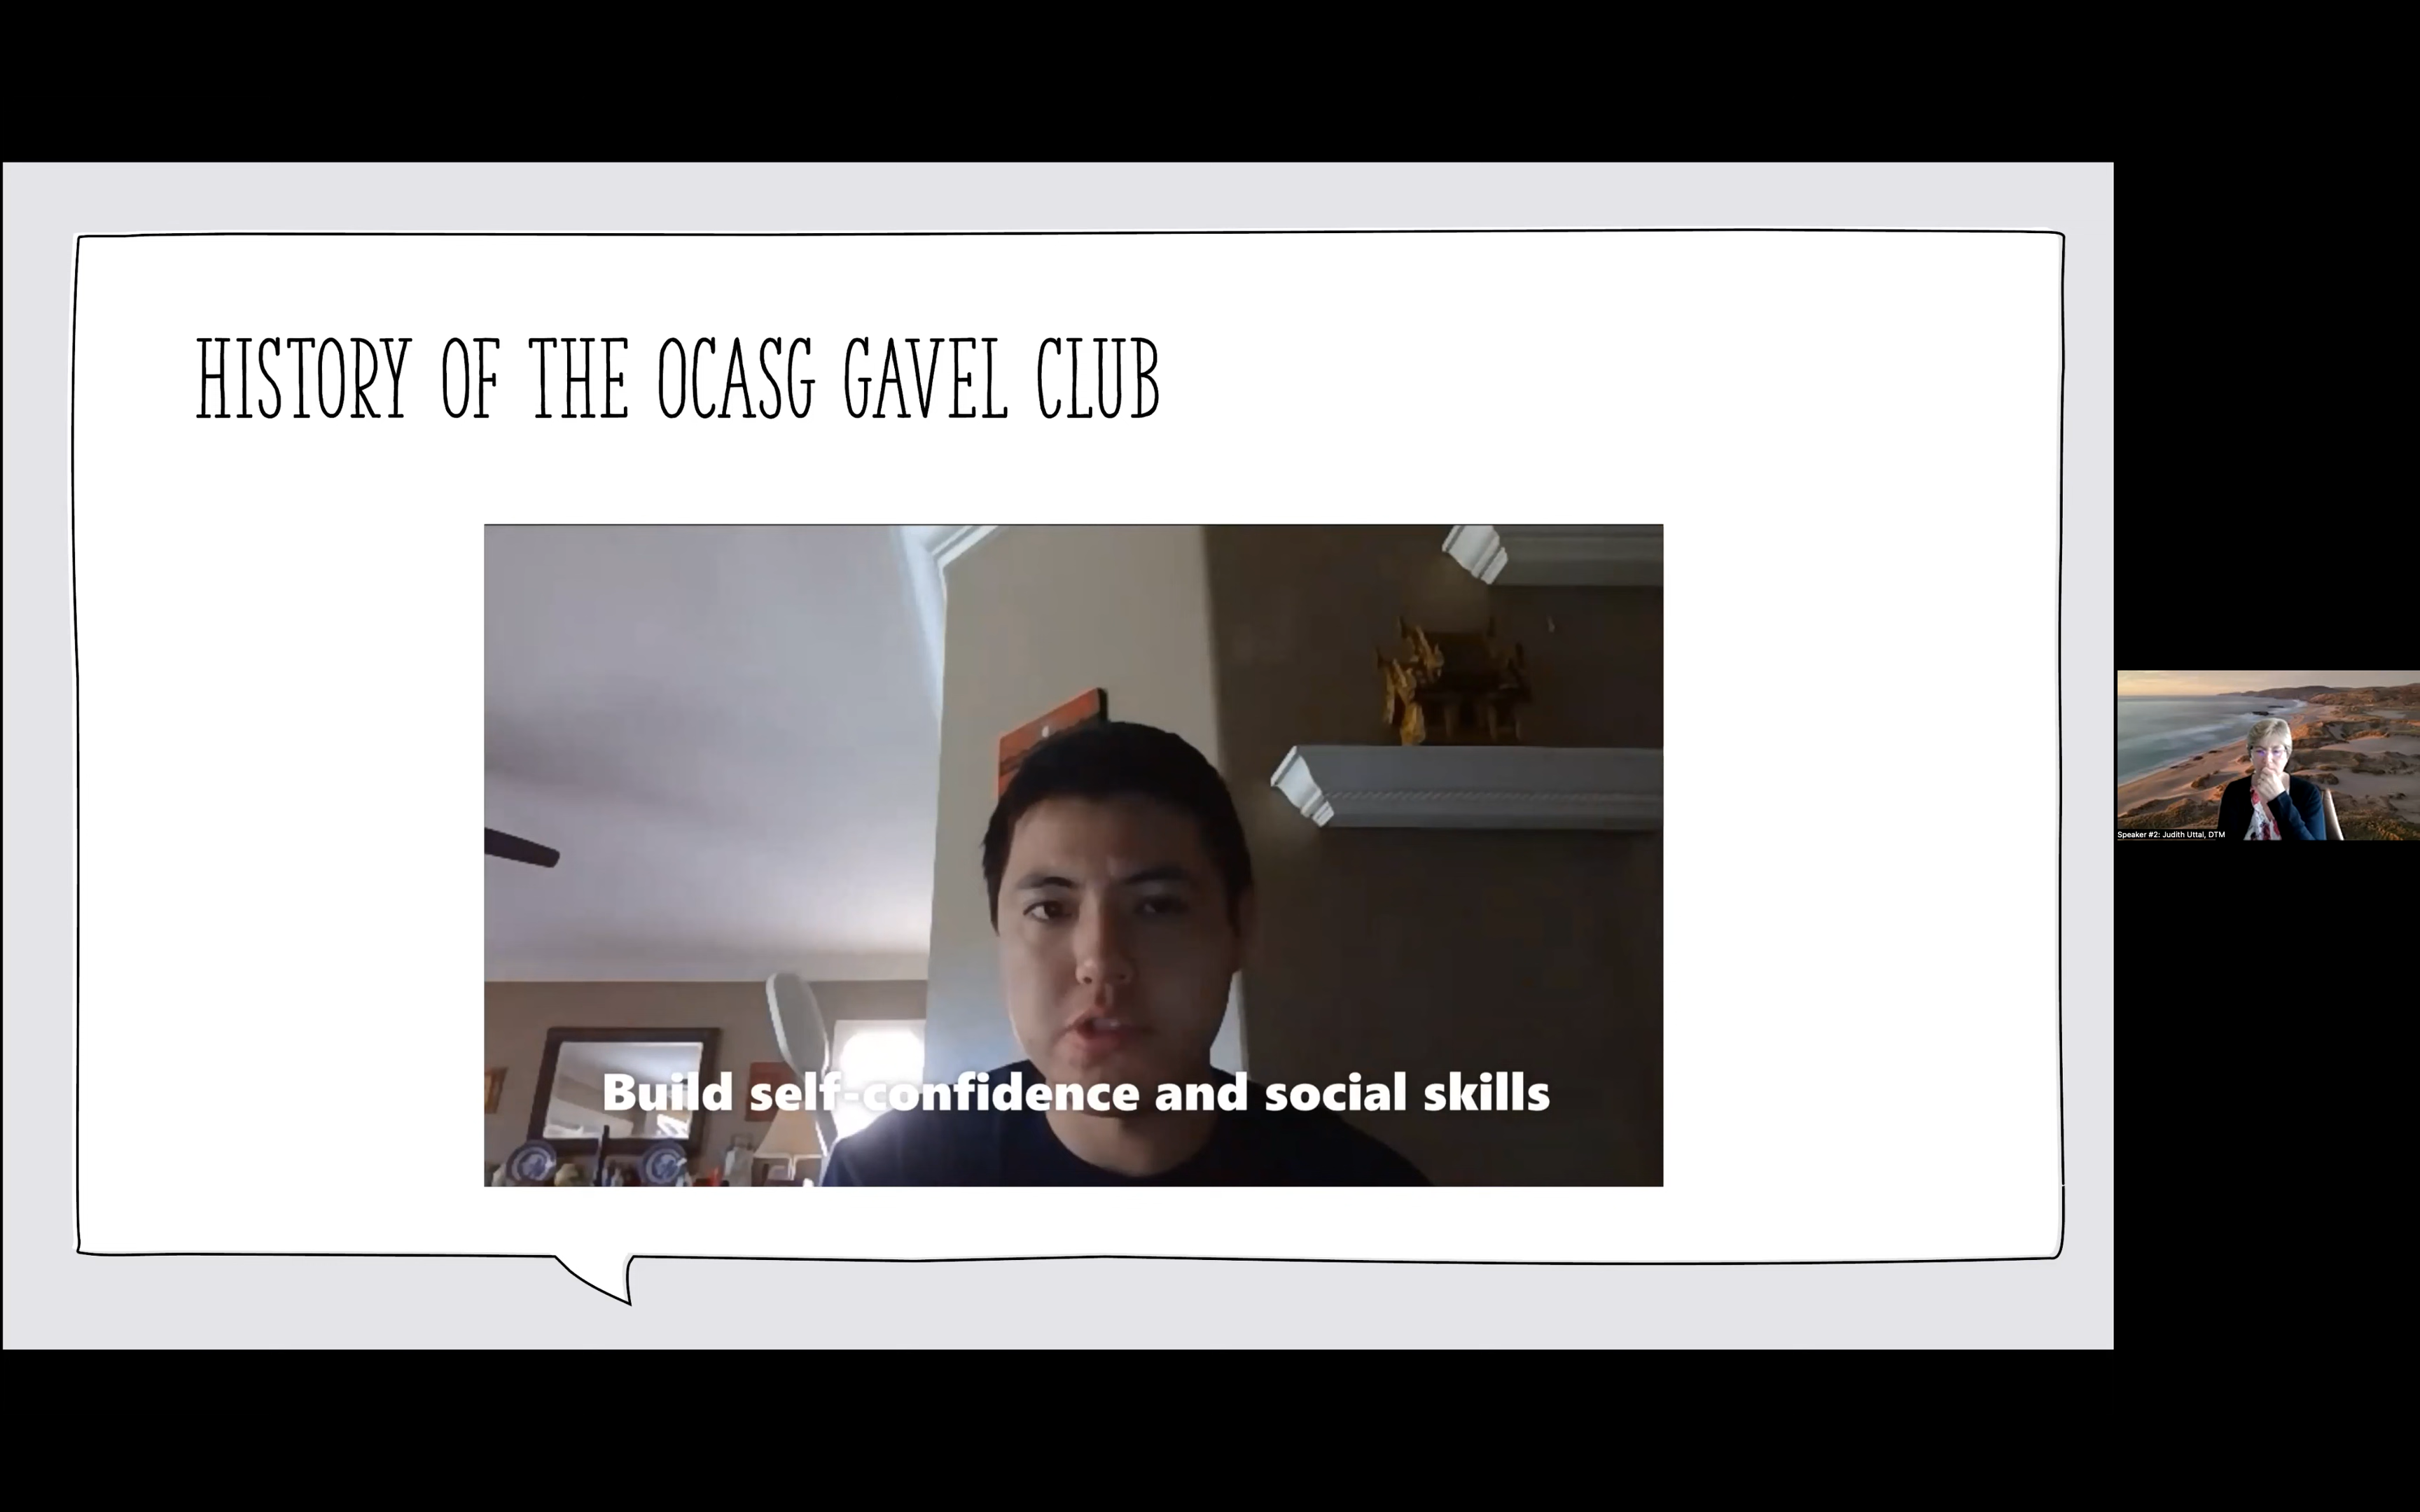 HISTORY OF THE OCASG GAVEL CLUB
Build self-confidence and social skills
Speaker #2: Judith Uttal, DTM